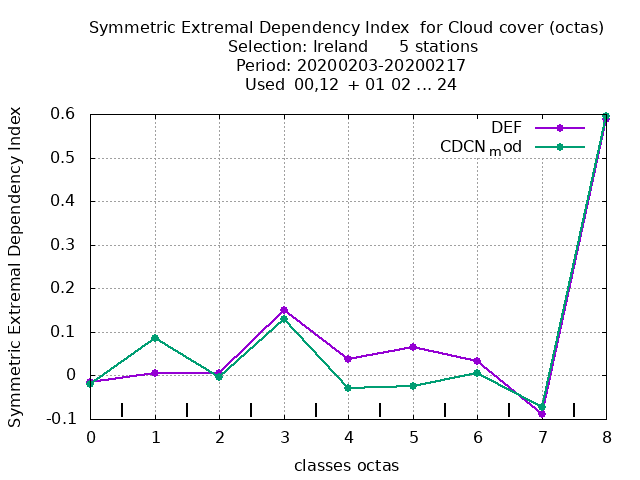 Symmetric Extremal Dependency Index for Cloud cover (octas)
Selection: Ireland 5 stations
Period: 20200203-20200217
Used 00,12 + 01 02 ... 24
Symmetric Extremal Dependency Index
0.6
0.5
0.4
0.3
0.2
0.1
0
-0.1
DEF
CDCNmod
0 1 2 3 4 5 6 7 8
classes octas